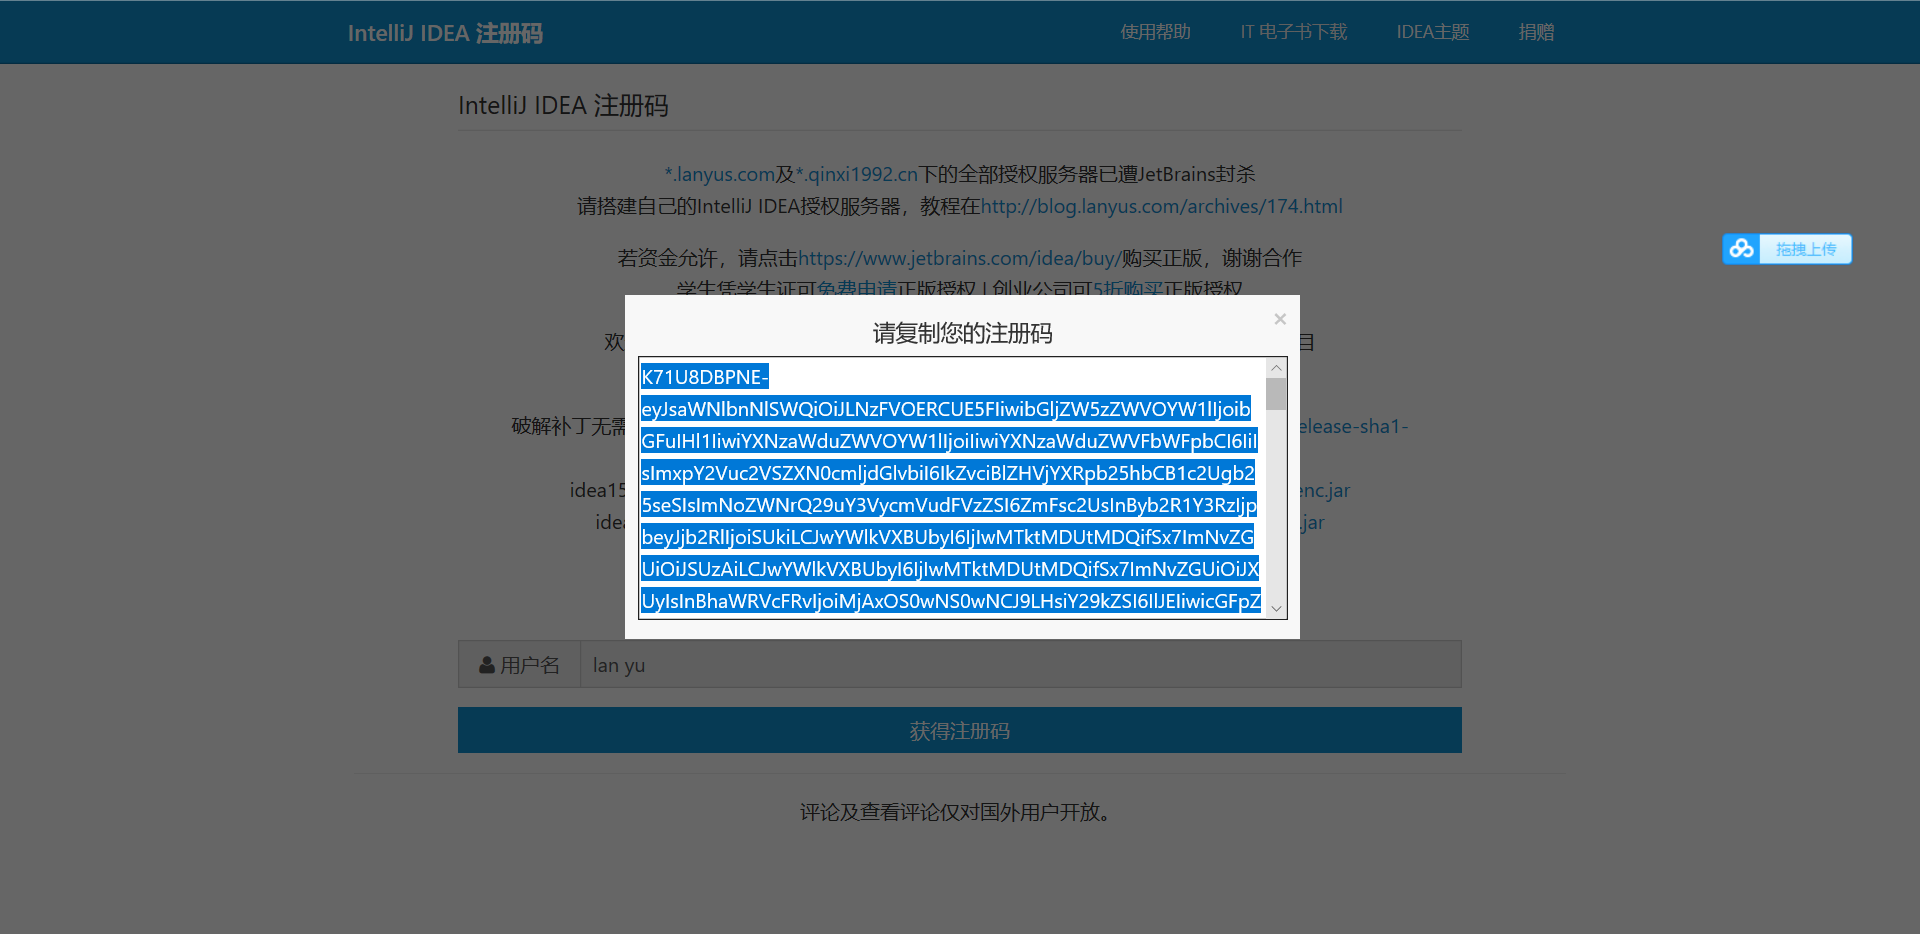 IntelliJ IDEA 注册码 使用帮助 IT 电子书下载 IDEA主题 捐赠
IntelliJ IDEA 注册码
*.lanyus.com及*.qinxi1992.cn下的全部授权服务器已遭JetBrains封杀
请搭建自己的IntelliJ IDEA授权服务器，教程在http://blog.lanyus.com/archives/174.html
拖拽上传
若资金允许，请点击https://www.jetbrains.com/idea/buy/购买正版，谢谢合作
学生凭学生证可免费申请正版授权 | 创业公司可5折购买正版授权
欢 目
破解补丁无需 elease-sha1-
idea15 enc.jar
idea .jar
请复制您的注册码
×
K71U8DBPNE-
eyJsaWNlbnNlSWQiOiJLNzFVOERCUE5FIiwibGljZW5zZWVOYW1lIjoib
GFuIHl1IiwiYXNzaWduZWVOYW1lIjoiIiwiYXNzaWduZWVFbWFpbCI6IiI
sImxpY2Vuc2VSZXN0cmljdGlvbiI6IkZvciBlZHVjYXRpb25hbCB1c2Ugb2
5seSIsImNoZWNrQ29uY3VycmVudFVzZSI6ZmFsc2UsInByb2R1Y3RzIjp
beyJjb2RlIjoiSUkiLCJwYWlkVXBUbyI6IjIwMTktMDUtMDQifSx7ImNvZG
UiOiJSUzAiLCJwYWlkVXBUbyI6IjIwMTktMDUtMDQifSx7ImNvZGUiOiJX
UyIsInBhaWRVcFRvIjoiMjAxOS0wNS0wNCJ9LHsiY29kZSI6IlJEIiwicGFpZ
用户名 lan yu
获得注册码
评论及查看评论仅对国外用户开放。